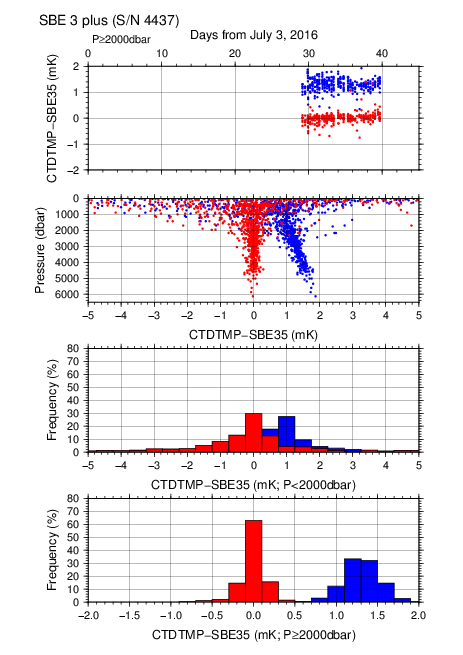 SBE 3 plus (S/N 4437)
P≥2000dbar
Days from July 3, 2016
0 10 20 30 40
CTDTMP−SBE35 (mK)
2
1
0
−1
−2
Pressure (dbar)
0
1000
2000
3000
4000
5000
6000
−5 −4 −3 −2 −1 0 1 2 3 4 5
CTDTMP−SBE35 (mK)
Frequency (%)
80
70
60
50
40
30
20
10
0
−5 −4 −3 −2 −1 0 1 2 3 4 5
CTDTMP−SBE35 (mK; P<2000dbar)
Frequency (%)
80
70
60
50
40
30
20
10
0
−2.0 −1.5 −1.0 −0.5 0.0 0.5 1.0 1.5 2.0
CTDTMP−SBE35 (mK; P≥2000dbar)